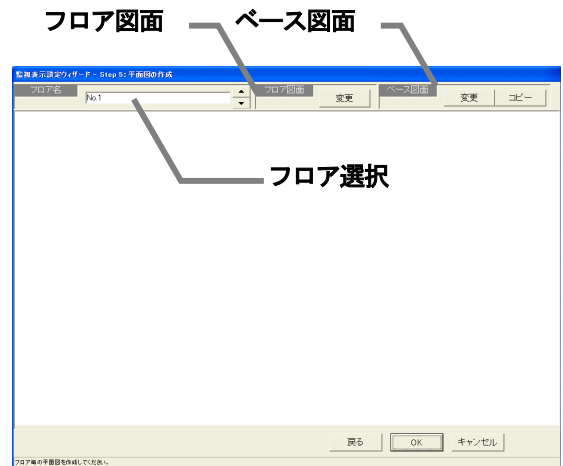 フロア図面 ベース図面
監視表示設定ウィザード - Step 5: 平面図の作成
フロア名 No.1 フロア図面 変更 ベース図面 変更 コピー
フロア選択
戻る OK キャンセル
フロア毎の平面図を作成してください。